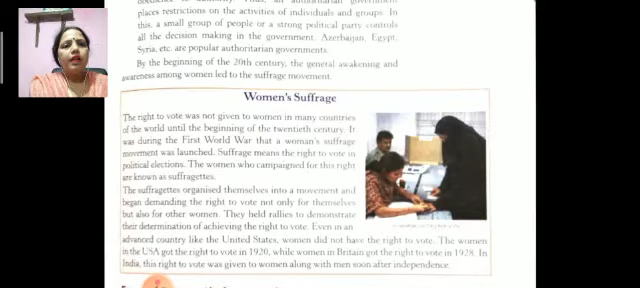 places restrictions on the activities of individuals and groups. In
this, a small group of people or a strong political party controls
all the decision making in the government. Azerbaijan, Egypt,
Syria, etc. are popular authoritarian governments.
By the beginning of the 20th century, the general awakening and
awareness among women led to the suffrage movement.
Women's Suffrage
The right to vote was not given to women in many countries
of the world until the beginning of the twentieth century. It
was during the First World War that a woman's suffrage
movement was launched. Suffrage means the right to vote in
political elections. The women who campaigned for this right
are known as suffragettes.
The suffragettes organised themselves into a movement and
began demanding the right to vote not only for themselves
but also for other women. They held rallies to demonstrate
their determination of achieving the right to vote. Even in an
advanced country like the United States, women did not have the right to vote. The women
in the USA got the right to vote in 1920, while women in Britain got the right to vote in 1928. In
India, this right to vote was given to women along with men soon after independence.